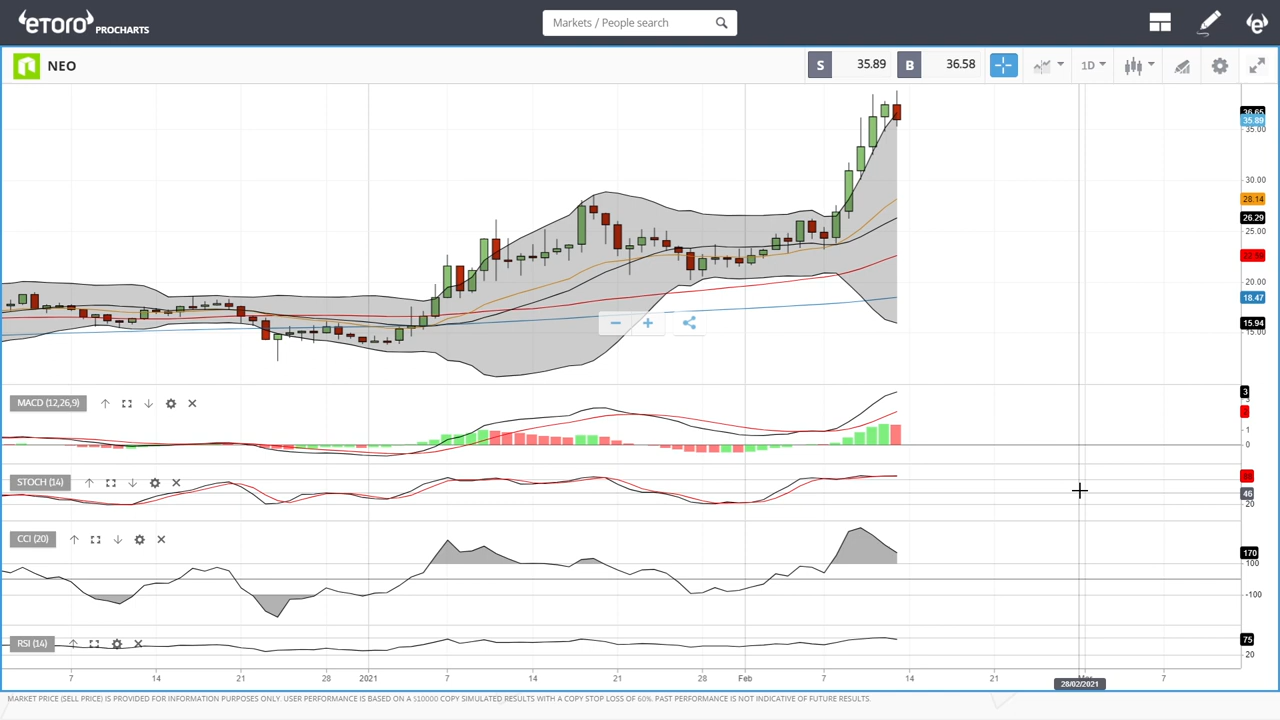 eToro PROCHARTS
Markets / People search
NEO
S 35.89 B 36.58
1D
36.65
35.89
35.00
30.00
28.14
26.29
25.00
22.59
20.00
18.47
15.94
15.00
MACD (12,26,9)
3
1
0
STOCH (14)
46
20
CCI (20)
170
100
-100
RSI (14)
75
20
7 14 21 28 2021 7 14 21 28 Feb 7 14 21 Mar 7
28/02/2021
MARKET PRICE (SELL PRICE) IS PROVIDED FOR INFORMATION PURPOSES ONLY. USER PERFORMANCE IS BASED ON A $10000 COPY SIMULATED RESULTS WITH A COPY STOP LOSS OF 60%. PAST PERFORMANCE IS NOT INDICATIVE OF FUTURE RESULTS.